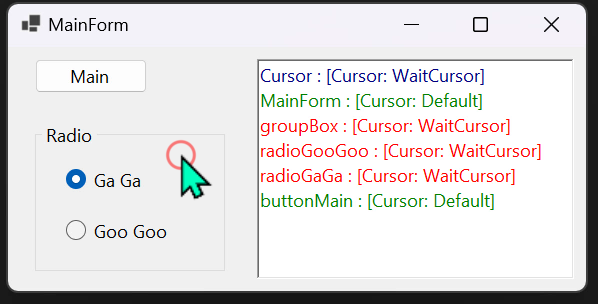 MainForm
Main
Radio
Ga Ga
Goo Goo
Cursor : [Cursor: WaitCursor]
MainForm : [Cursor: Default]
groupBox : [Cursor: WaitCursor]
radioGooGoo : [Cursor: WaitCursor]
radioGaGa : [Cursor: WaitCursor]
buttonMain : [Cursor: Default]